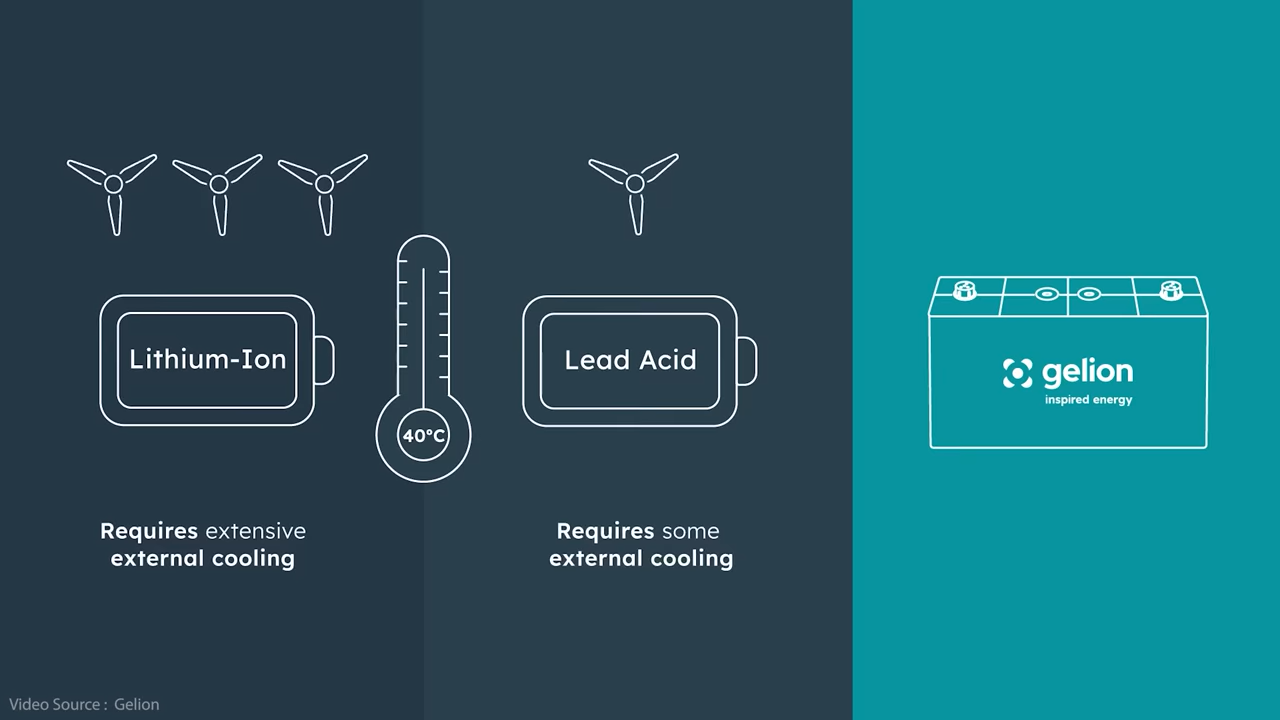 Lithium-Ion
40°C
Requires extensive
external cooling
Lead Acid
Requires some
external cooling
gelion
inspired energy
Video Source : Gelion